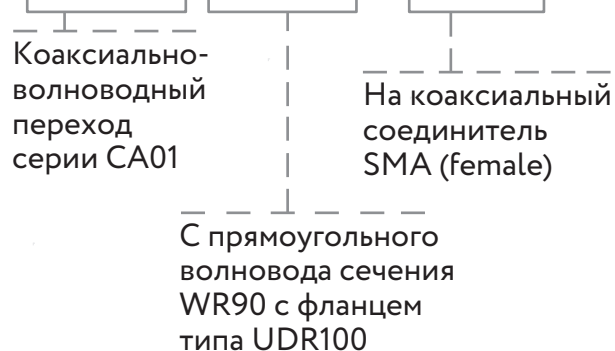 Коаксиально-
волноводный
переход
серии CA01
На коаксиальный
соединитель
SMA (female)
С прямоугольного
волновода сечения
WR90 с фланцем
типа UDR100